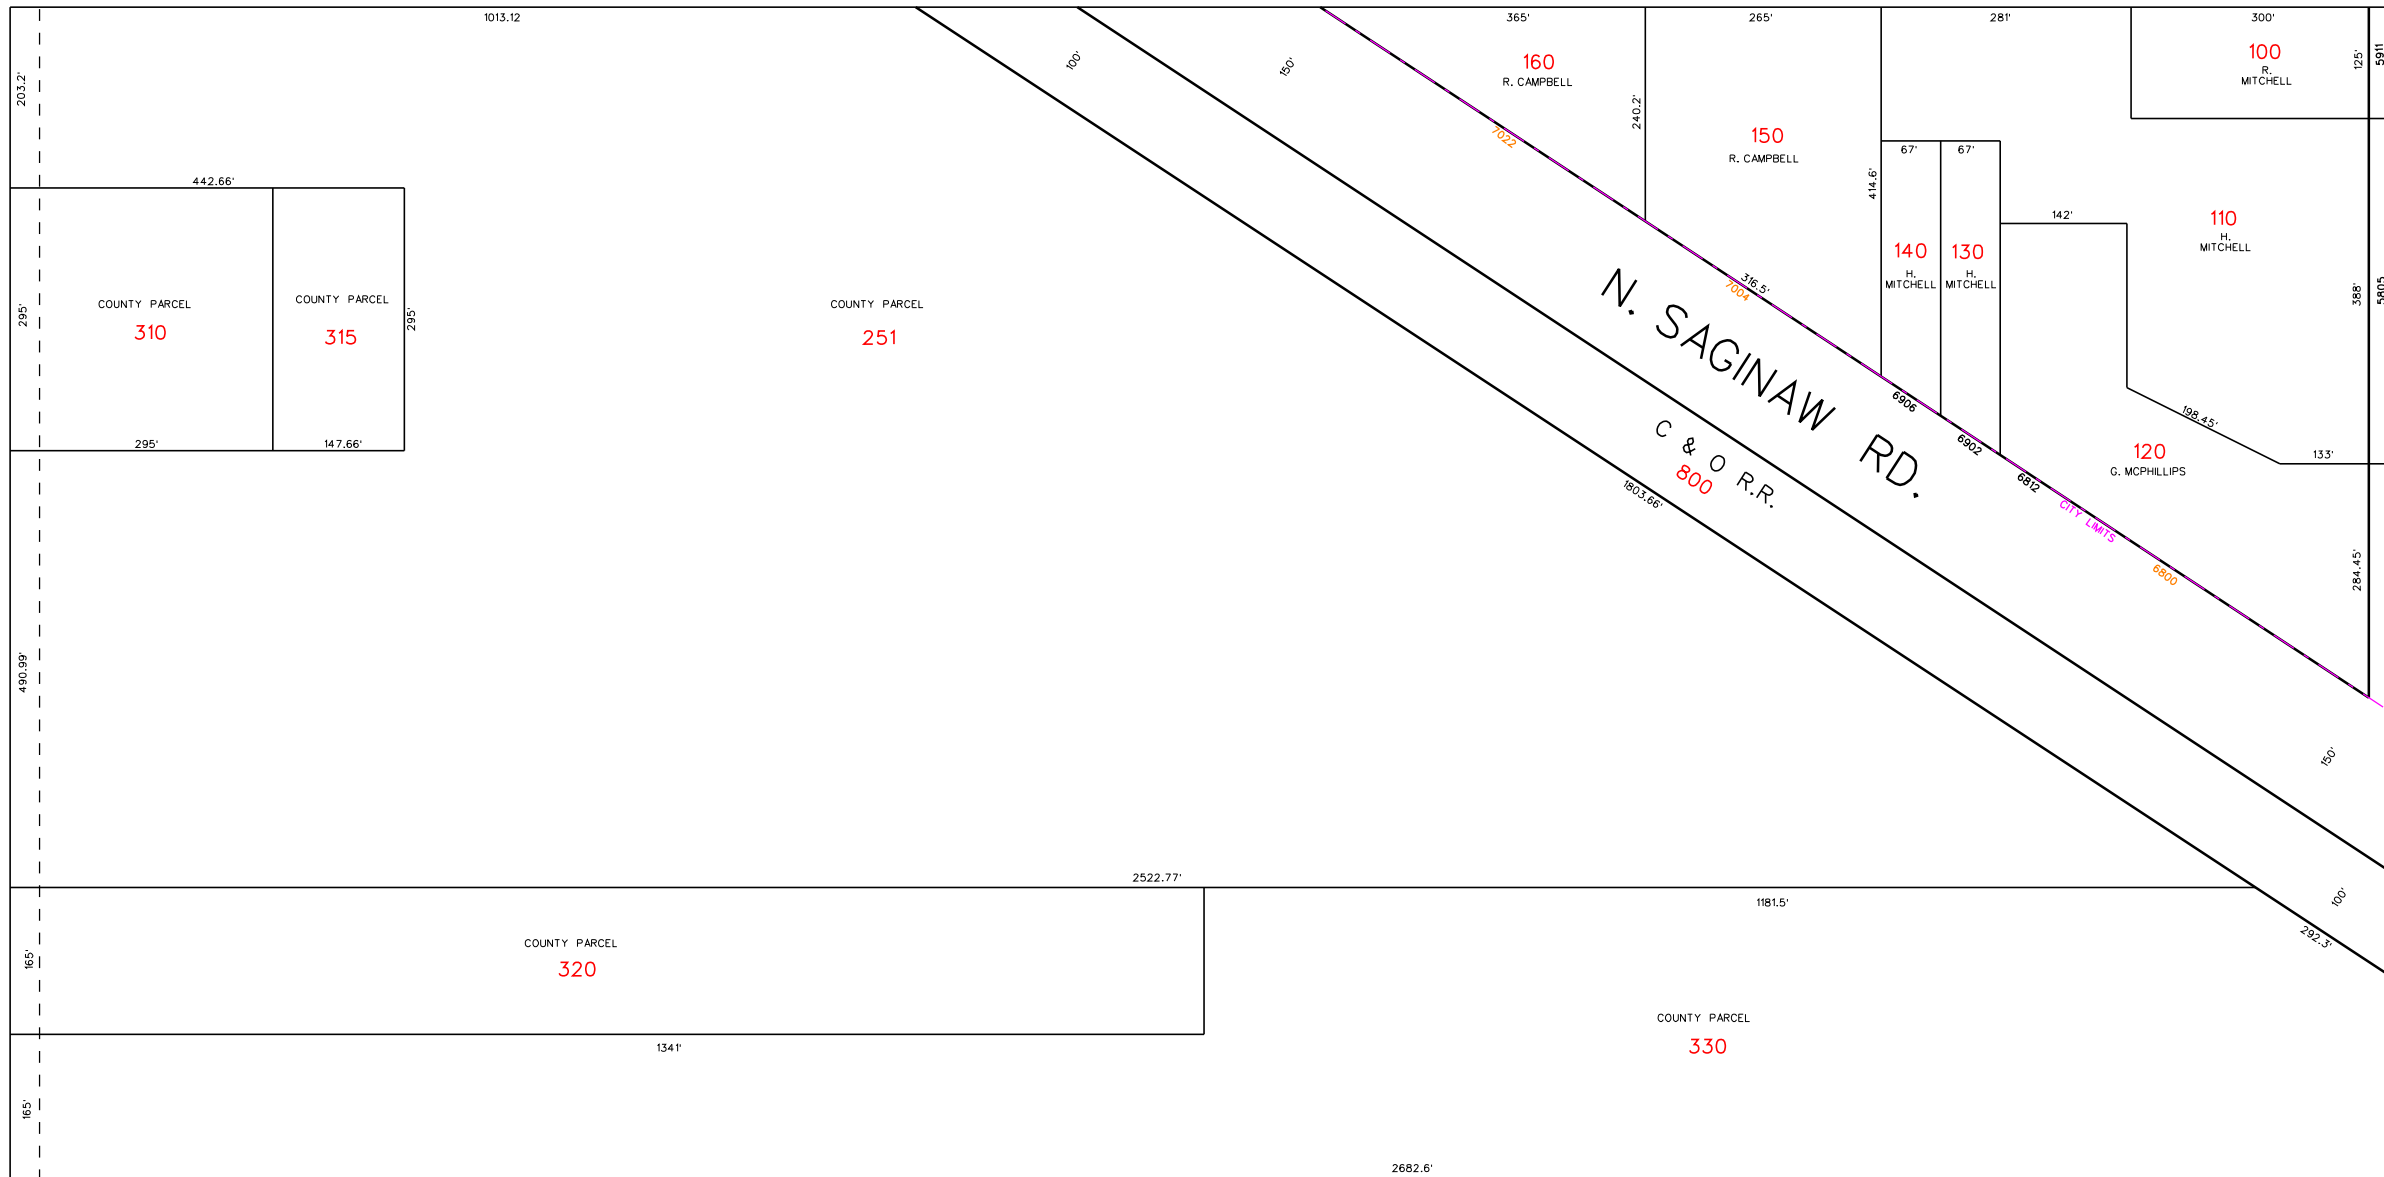 1013.12
365'
265'
281'
300'
203.2'
100'
150'
160
R. CAMPBELL
240.2'
7022
150
R. CAMPBELL
100
R.
MITCHELL
125'
5911
442.66'
67'
67'
414.6'
142'
110
H.
MITCHELL
140
H.
MITCHELL
130
H.
MITCHELL
295'
COUNTY PARCEL
310
COUNTY PARCEL
315
295'
COUNTY PARCEL
251
316.5'
7004
388'
5805
N. SAGINAW RD.
295'
147.66'
6906
6902
6812
198.45'
133'
120
G. MCPHILLIPS
C & O R.R.
800
1803.66'
CITY LIMITS
6800
284.45'
490.99'
150'
2522.77'
1181.5'
100'
292.3'
165'
COUNTY PARCEL
320
1341'
COUNTY PARCEL
330
165'
2682.6'